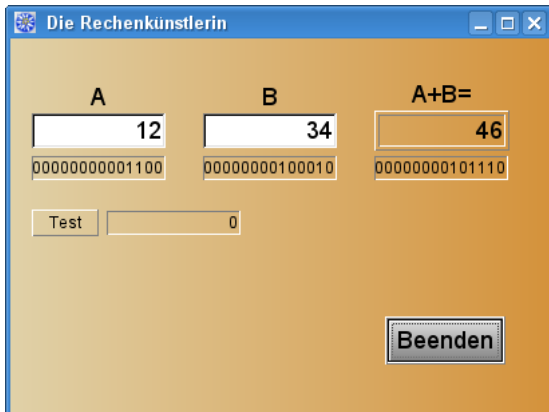 Die Rechenkünstlerin
A B A+B=
12 34 46
00000000001100 00000000100010 00000000101110
Test 0
Beenden